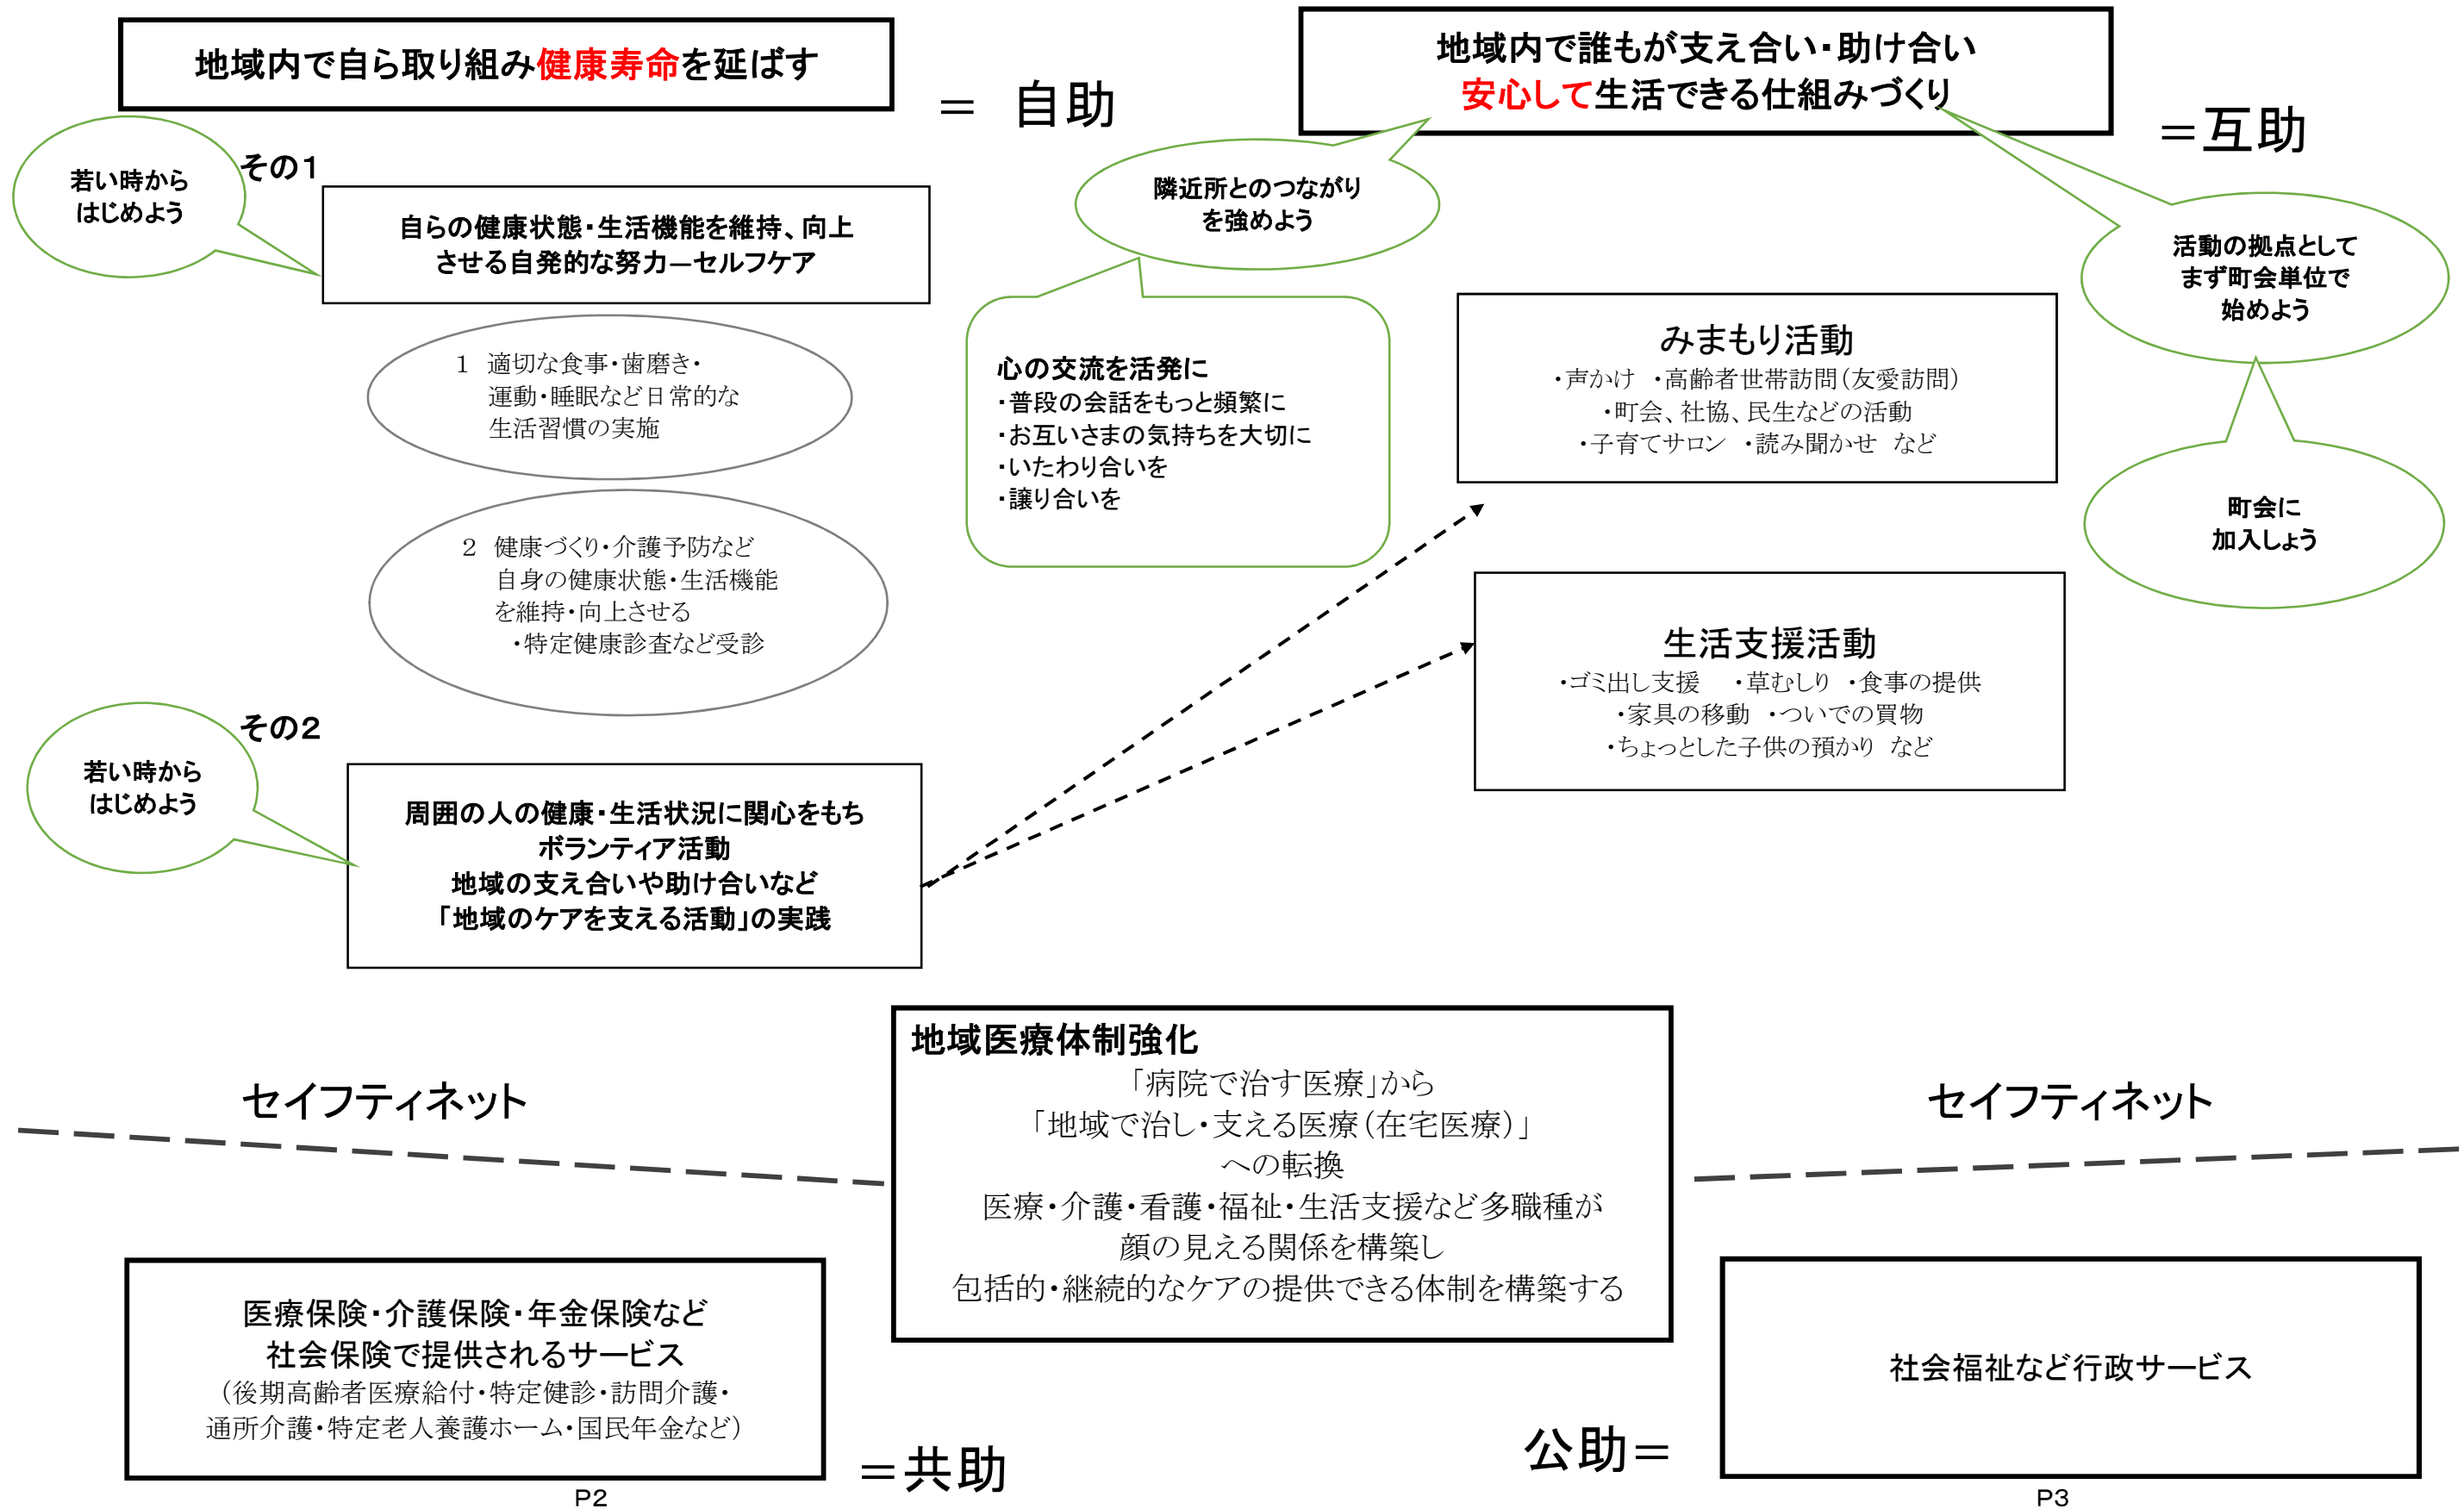 地域内で自ら取り組み健康寿命を延ばす
＝ 自助
その１
若い時から
はじめよう
自らの健康状態・生活機能を維持、向上
させる自発的な努力―セルフケア
１ 適切な食事・歯磨き・
運動・睡眠など日常的な
生活習慣の実施
２ 健康づくり・介護予防など
自身の健康状態・生活機能
を維持・向上させる
・特定健康診査など受診
その２
若い時から
はじめよう
周囲の人の健康・生活状況に関心をもち
ボランティア活動
地域の支え合いや助け合いなど
「地域のケアを支える活動」の実践
地域内で誰もが支え合い・助け合い
安心して生活できる仕組みづくり
＝互助
隣近所とのつながり
を強めよう
心の交流を活発に
・普段の会話をもっと頻繁に
・お互いさまの気持ちを大切に
・いたわり合いを
・譲り合いを
活動の拠点として
まず町会単位で
始めよう
町会に
加入しょう
みまもり活動
・声かけ ・高齢者世帯訪問（友愛訪問）
・町会、社協、民生などの活動
・子育てサロン ・読み聞かせ など
生活支援活動
・ゴミ出し支援 ・草むしり ・食事の提供
・家具の移動 ・ついでの買物
・ちょっとした子供の預かり など
セイフティネット
地域医療体制強化
「病院で治す医療」から
「地域で治し・支える医療（在宅医療）」
への転換
医療・介護・看護・福祉・生活支援など多職種が
顔の見える関係を構築し
包括的・継続的なケアの提供できる体制を構築する
セイフティネット
医療保険・介護保険・年金保険など
社会保険で提供されるサービス
（後期高齢者医療給付・特定健診・訪問介護・
通所介護・特定老人養護ホーム・国民年金など）
＝共助
公助＝
社会福祉など行政サービス
P2
P3